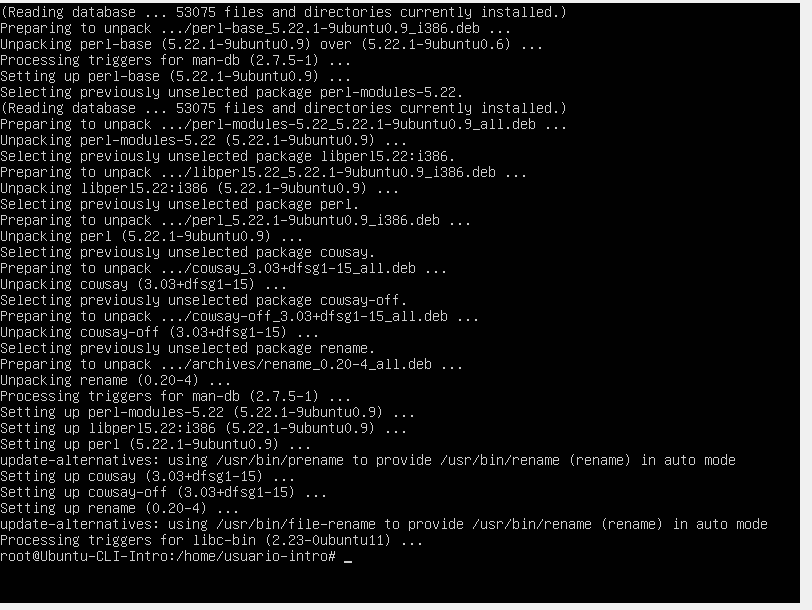 (Reading database ... 53075 files and directories currently installed.)
Preparing to unpack .../perl-base_5.22.1-9ubuntu0.9_i386.deb ...
Unpacking perl-base (5.22.1-9ubuntu0.9) over (5.22.1-9ubuntu0.6) ...
Processing triggers for man-db (2.7.5-1) ...
Setting up perl-base (5.22.1-9ubuntu0.9) ...
Selecting previously unselected package perl-modules-5.22.
(Reading database ... 53075 files and directories currently installed.)
Preparing to unpack .../perl-modules-5.22_5.22.1-9ubuntu0.9_all.deb ...
Unpacking perl-modules-5.22 (5.22.1-9ubuntu0.9) ...
Selecting previously unselected package libperl5.22:i386.
Preparing to unpack .../libperl5.22_5.22.1-9ubuntu0.9_i386.deb ...
Unpacking libperl5.22:i386 (5.22.1-9ubuntu0.9) ...
Selecting previously unselected package perl.
Preparing to unpack .../perl_5.22.1-9ubuntu0.9_i386.deb ...
Unpacking perl (5.22.1-9ubuntu0.9) ...
Selecting previously unselected package cowsay.
Preparing to unpack .../cowsay_3.03+dfsg1-15_all.deb ...
Unpacking cowsay (3.03+dfsg1-15) ...
Selecting previously unselected package cowsay-off.
Preparing to unpack .../cowsay-off_3.03+dfsg1-15_all.deb ...
Unpacking cowsay-off (3.03+dfsg1-15) ...
Selecting previously unselected package rename.
Preparing to unpack .../archives/rename_0.20-4_all.deb ...
Unpacking rename (0.20-4) ...
Processing triggers for man-db (2.7.5-1) ...
Setting up perl-modules-5.22 (5.22.1-9ubuntu0.9) ...
Setting up libperl5.22:i386 (5.22.1-9ubuntu0.9) ...
Setting up perl (5.22.1-9ubuntu0.9) ...
update-alternatives: using /usr/bin/prename to provide /usr/bin/rename (rename) in auto mode
Setting up cowsay (3.03+dfsg1-15) ...
Setting up cowsay-off (3.03+dfsg1-15) ...
Setting up rename (0.20-4) ...
update-alternatives: using /usr/bin/file-rename to provide /usr/bin/rename (rename) in auto mode
Processing triggers for libc-bin (2.23-0ubuntu11) ...
root@Ubuntu-CLI-Intro:/home/usuario-intro# _